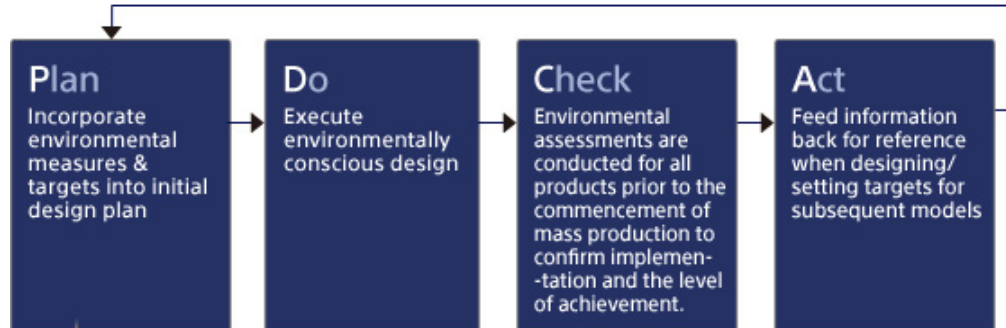 Plan
Incorporate
environmental
measures &
targets into initial
design plan
Do
Execute
environmentally
conscious design
Check
Environmental
assessments are
conducted for all
products prior to the
commencement of
mass production to
confirm implemen-
-tation and the level
of achievement.
Act
Feed information
back for reference
when designing/
setting targets for
subsequent models